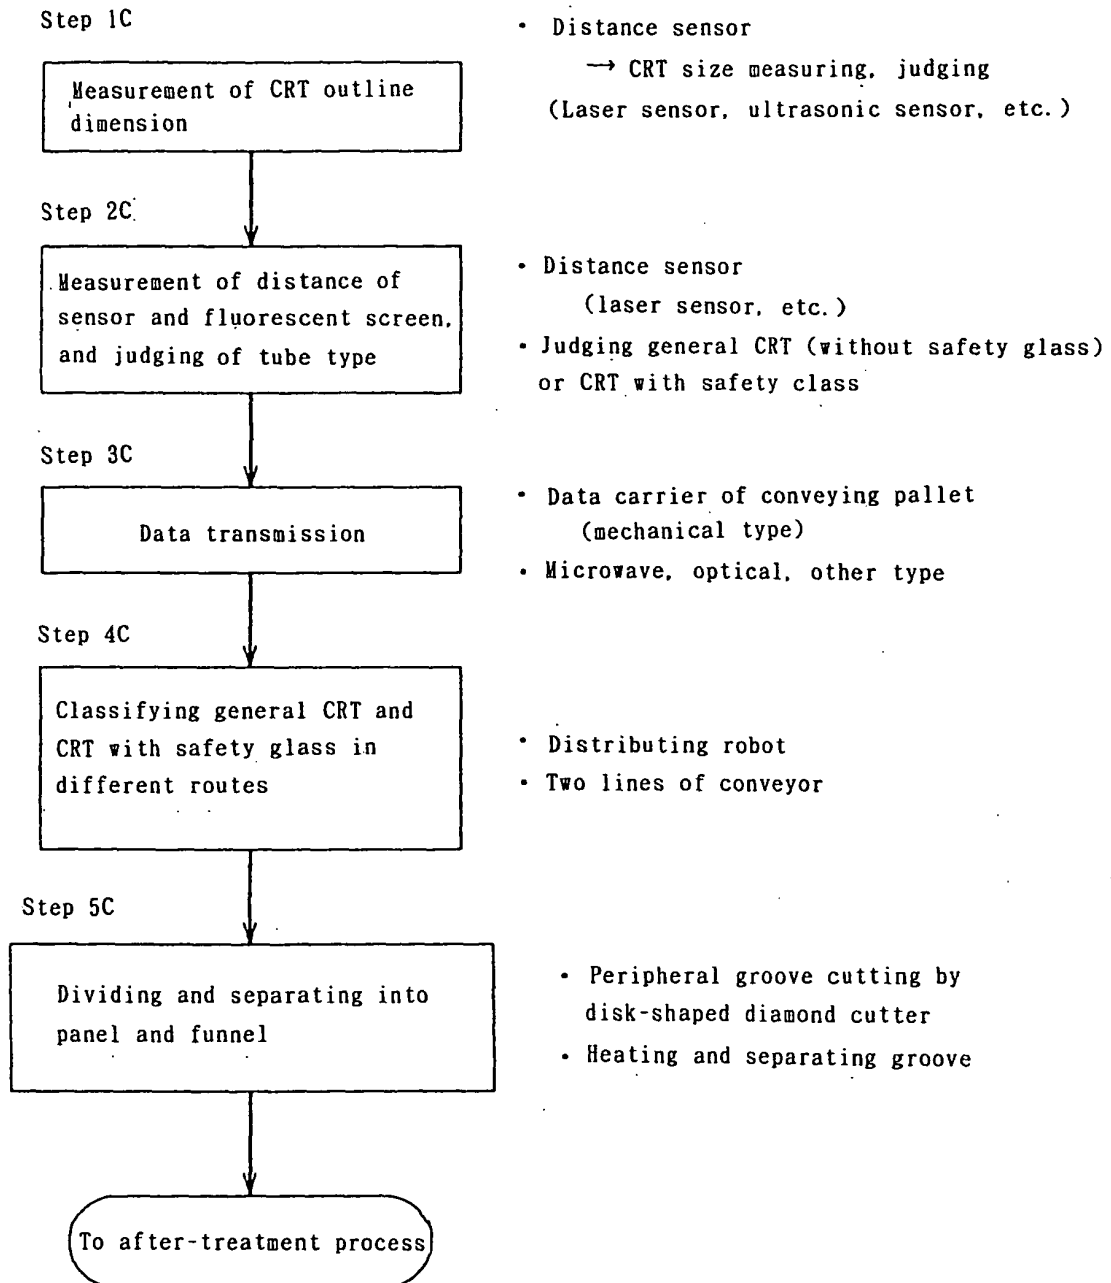 Step 1C
Measurement of CRT outline
dimension
• Distance sensor
→ CRT size measuring, judging
(Laser sensor, ultrasonic sensor, etc.)
Step 2C
Measurement of distance of
sensor and fluorescent screen,
and judging of tube type
• Distance sensor
(laser sensor, etc.)
• Judging general CRT (without safety glass)
or CRT with safety class
Step 3C
Data transmission
• Data carrier of conveying pallet
(mechanical type)
• Microwave, optical, other type
Step 4C
Classifying general CRT and
CRT with safety glass in
different routes
• Distributing robot
• Two lines of conveyor
Step 5C
Dividing and separating into
panel and funnel
• Peripheral groove cutting by
disk-shaped diamond cutter
• Heating and separating groove
To after-treatment process